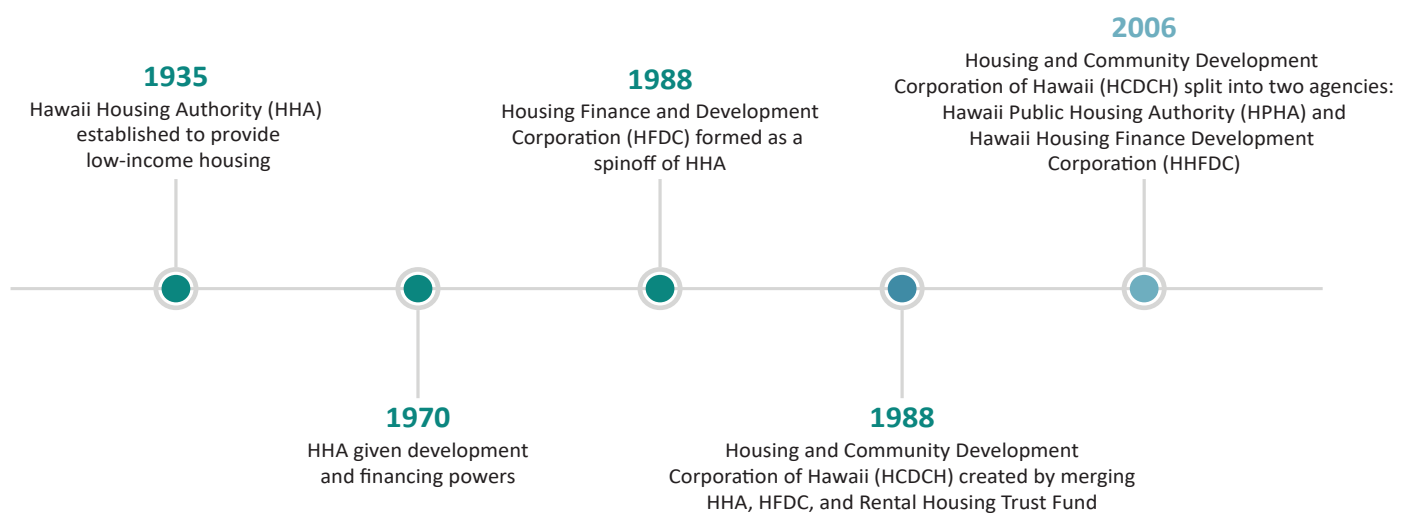 1935
Hawaii Housing Authority (HHA)
established to provide
low-income housing
1970
HHA given development
and financing powers
1988
Housing Finance and Development
Corporation (HFDC) formed as a
spinoff of HHA
1988
Housing and Community Development
Corporation of Hawaii (HCDCH) created by merging
HHA, HFDC, and Rental Housing Trust Fund
2006
Housing and Community Development
Corporation of Hawaii (HCDCH) split into two agencies:
Hawaii Public Housing Authority (HPHA) and
Hawaii Housing Finance Development
Corporation (HHFDC)